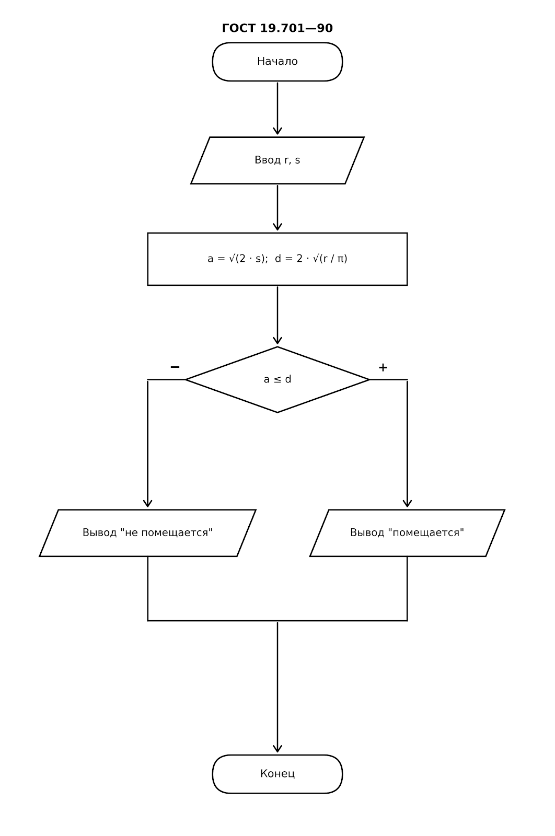 ГОСТ 19.701—90
Начало
Ввод r, s
a = √(2 · s);  d = 2 · √(r / π)
− +
a ≤ d
Вывод "не помещается" Вывод "помещается"
Конец